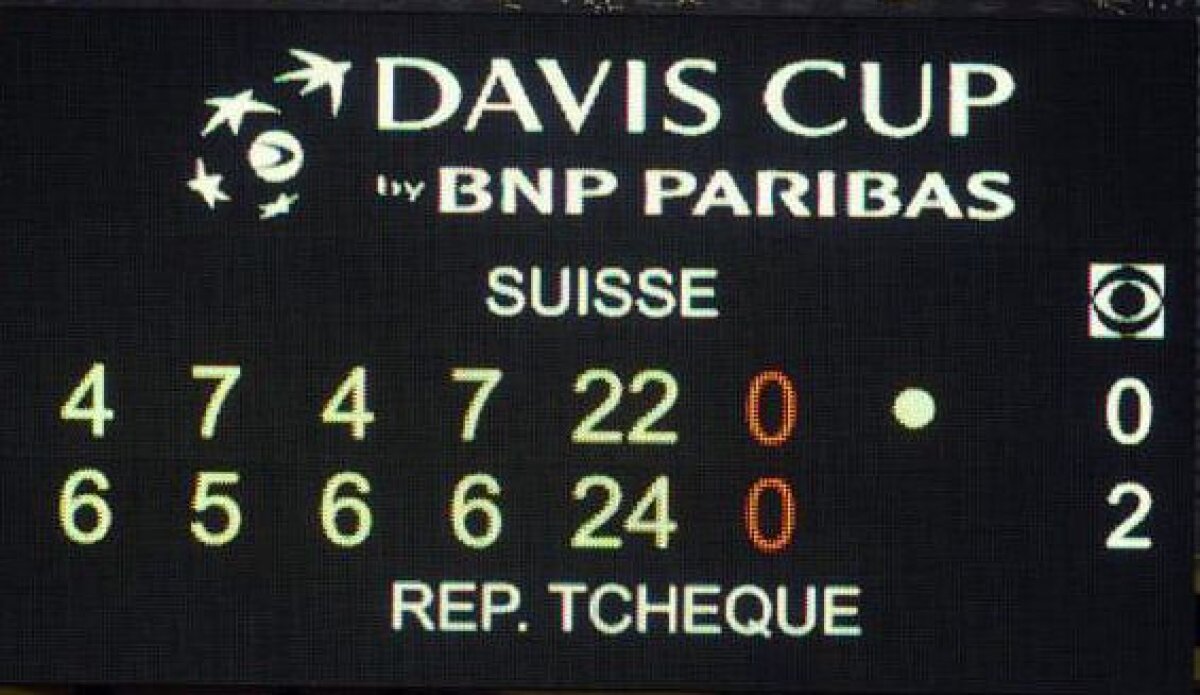 DAVIS CUP
by BNP PARIBAS
SUISSE
4 7 4 7 22 0 0
6 5 6 6 24 0 2
REP. TCHEQUE